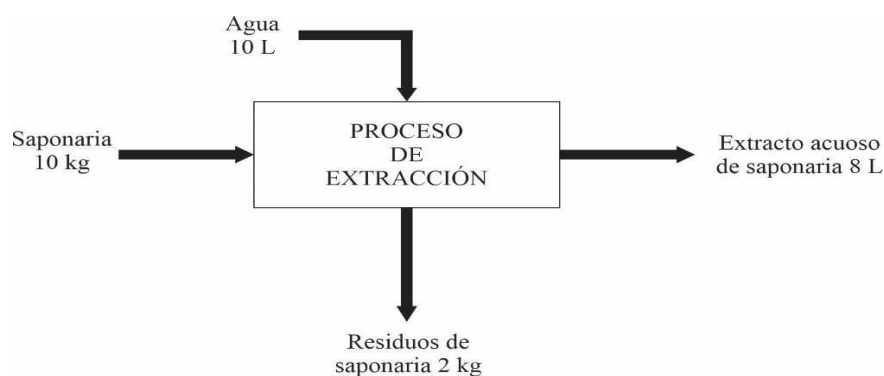 Agua
10 L
Saponaria
10 kg
PROCESO
DE
EXTRACCIÓN
Extracto acuoso
de saponaria 8 L
Residuos de
saponaria 2 kg